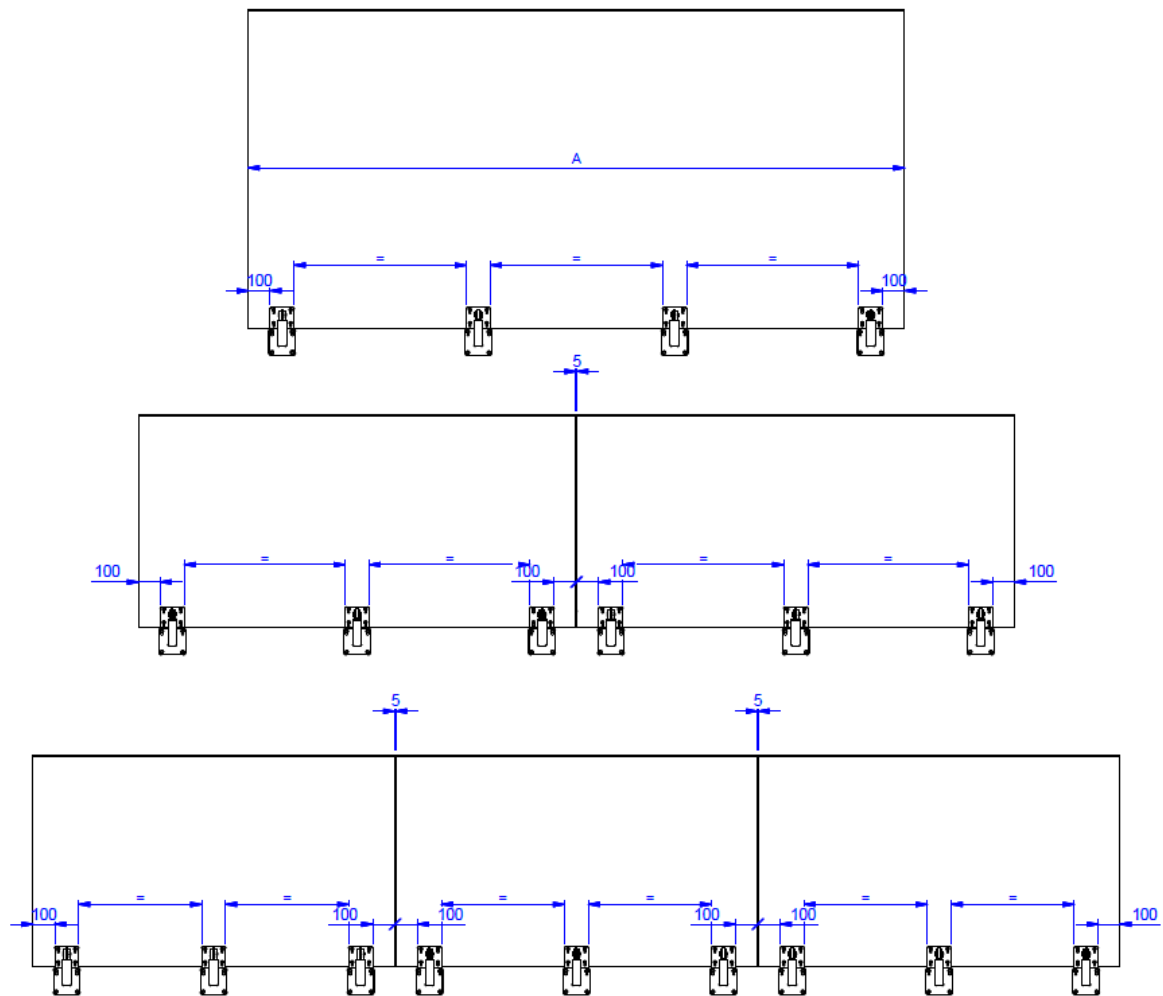 A
= = =
100 100
5
= = = =
100 100 100 100
5 5
= = = = = =
100 100 100 100 100 100